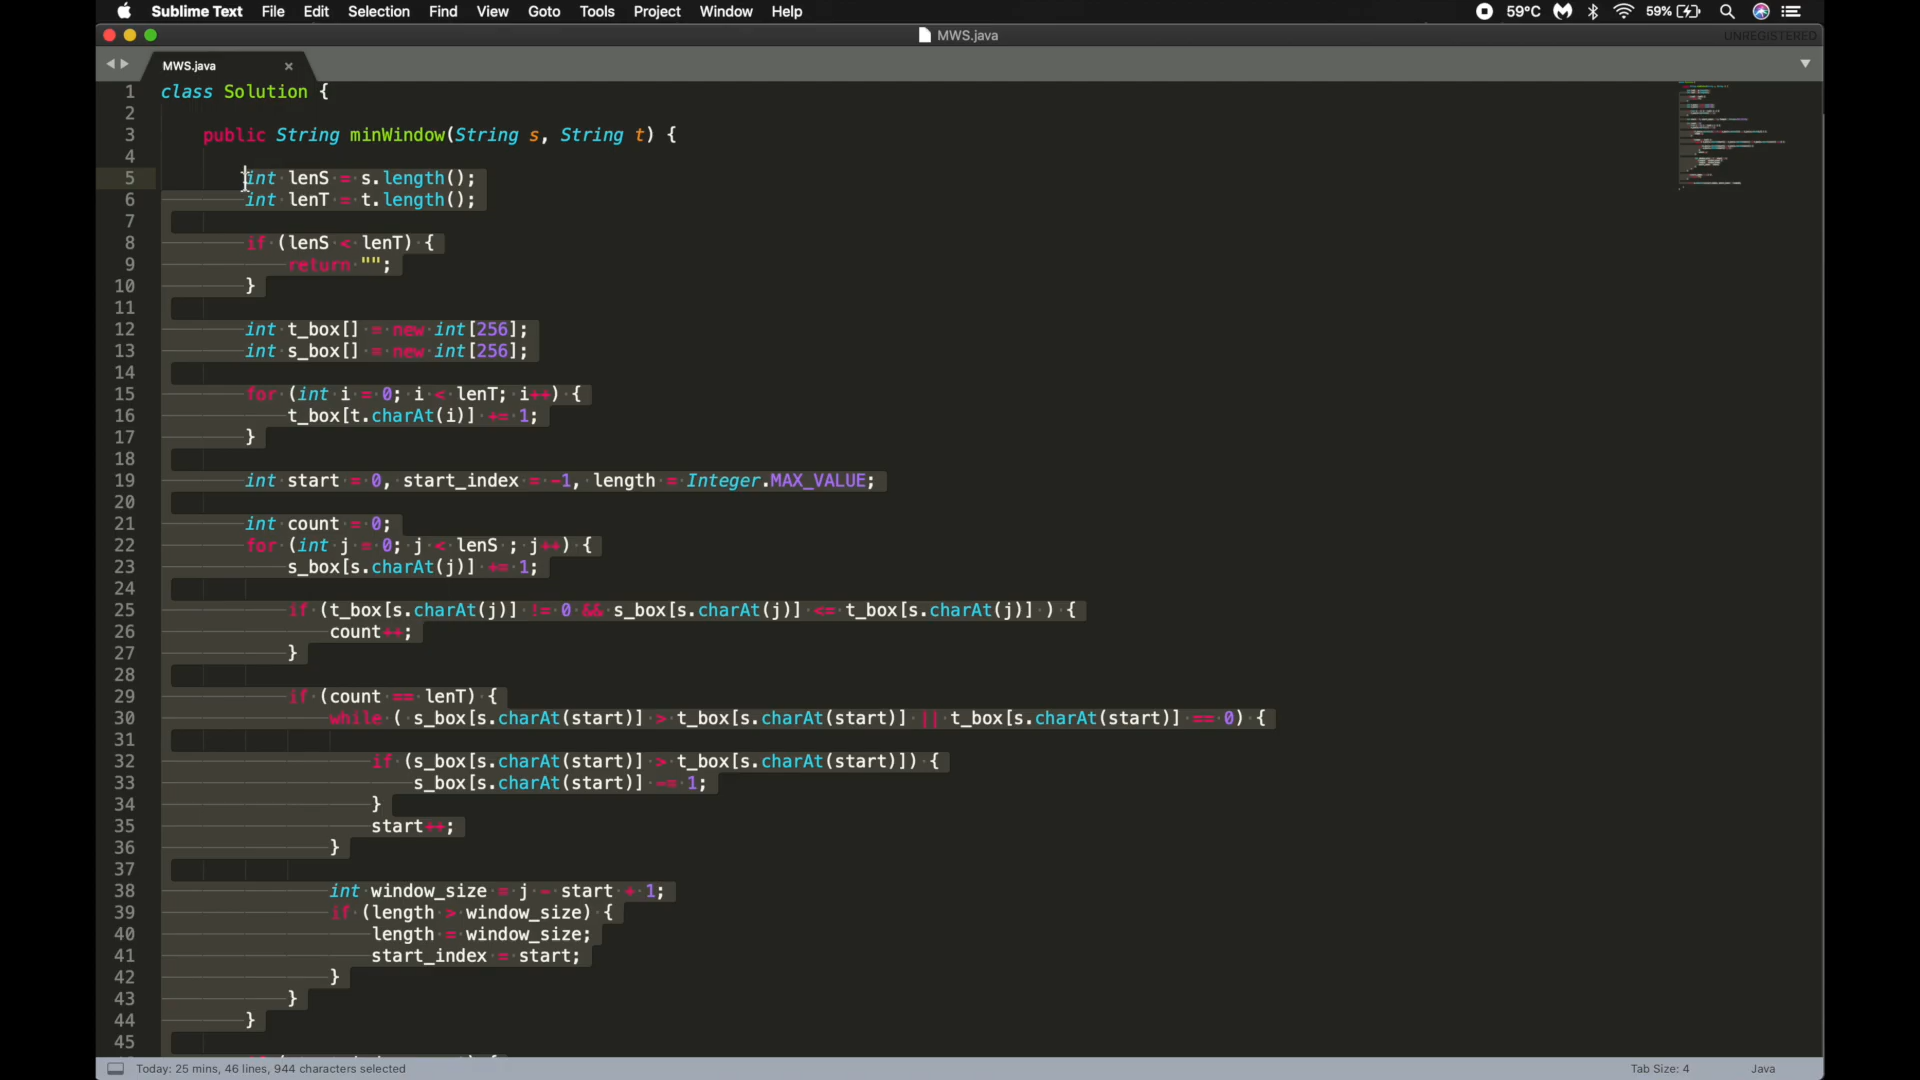 Sublime Text File Edit Selection Find View Goto Tools Project Window Help 59°C 59%
MWS.java
UNREGISTERED
MWS.java ×
1 class Solution {
2
3 public String minWindow(String s, String t) {
4
5 int lenS = s.length();
6 int lenT = t.length();
7
8 if (lenS < lenT) {
9 return "";
10 }
11
12 int t_box[] = new int[256];
13 int s_box[] = new int[256];
14
15 for (int i = 0; i < lenT; i++) {
16 t_box[t.charAt(i)] += 1;
17 }
18
19 int start = 0, start_index = -1, length = Integer.MAX_VALUE;
20
21 int count = 0;
22 for (int j = 0; j < lenS ; j++) {
23 s_box[s.charAt(j)] += 1;
24
25 if (t_box[s.charAt(j)] != 0 && s_box[s.charAt(j)] <= t_box[s.charAt(j)] ) {
26 count++;
27 }
28
29 if (count == lenT) {
30 while ( s_box[s.charAt(start)] > t_box[s.charAt(start)] || t_box[s.charAt(start)] == 0) {
31
32 if (s_box[s.charAt(start)] > t_box[s.charAt(start)]) {
33 s_box[s.charAt(start)] -= 1;
34 }
35 start++;
36 }
37
38 int window_size = j - start + 1;
39 if (length > window_size) {
40 length = window_size;
41 start_index = start;
42 }
43 }
44 }
45
Today: 25 mins, 46 lines, 944 characters selected Tab Size: 4 Java